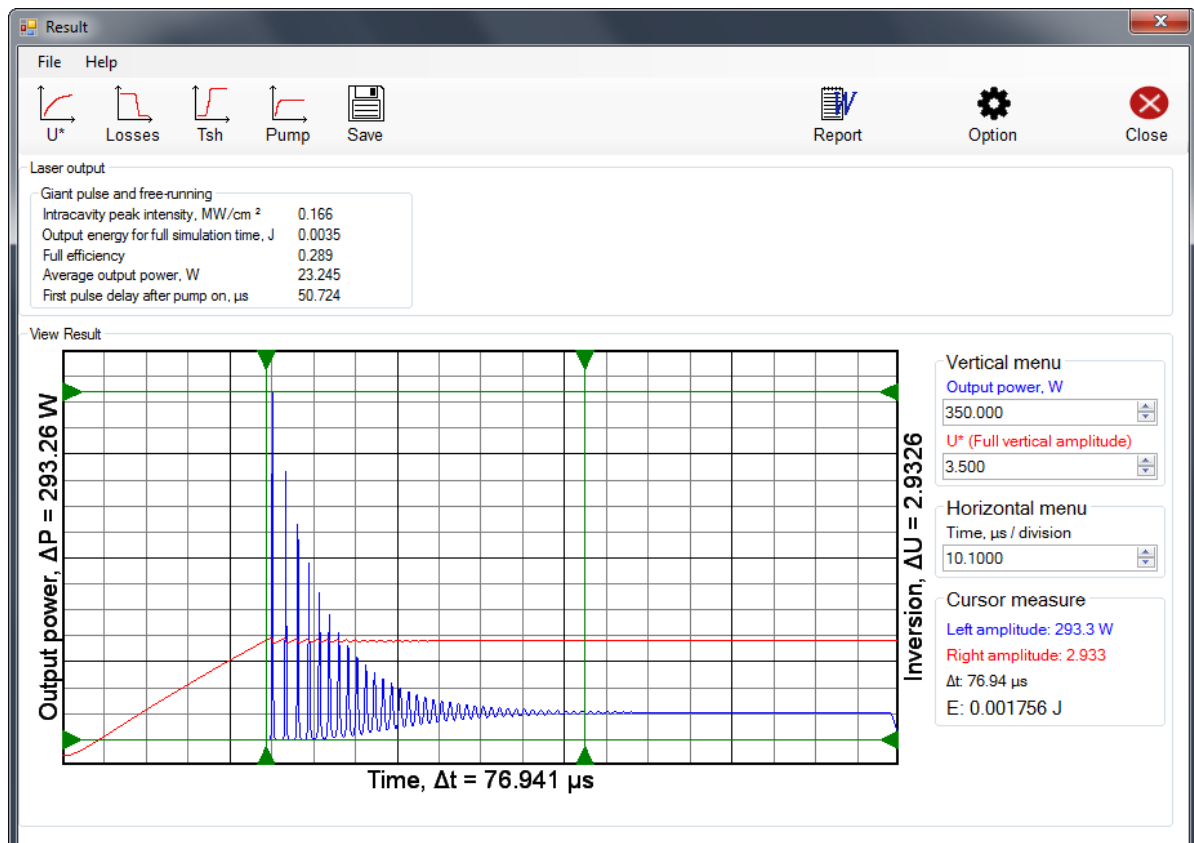 Result
File Help
U* Losses Tsh Pump Save Report Option Close
Laser output
Giant pulse and free-running
Intracavity peak intensity, MW/cm ² 0.166
Output energy for full simulation time, J 0.0035
Full efficiency 0.289
Average output power, W 23.245
First pulse delay after pump on, µs 50.724
View Result
Output power, ΔP = 293.26 W
Time, Δt = 76.941 µs
Inversion, ΔU = 2.9326
Vertical menu
Output power, W
350.000
U* (Full vertical amplitude)
3.500
Horizontal menu
Time, µs / division
10.1000
Cursor measure
Left amplitude: 293.3 W
Right amplitude: 2.933
Δt: 76.94 µs
E: 0.001756 J